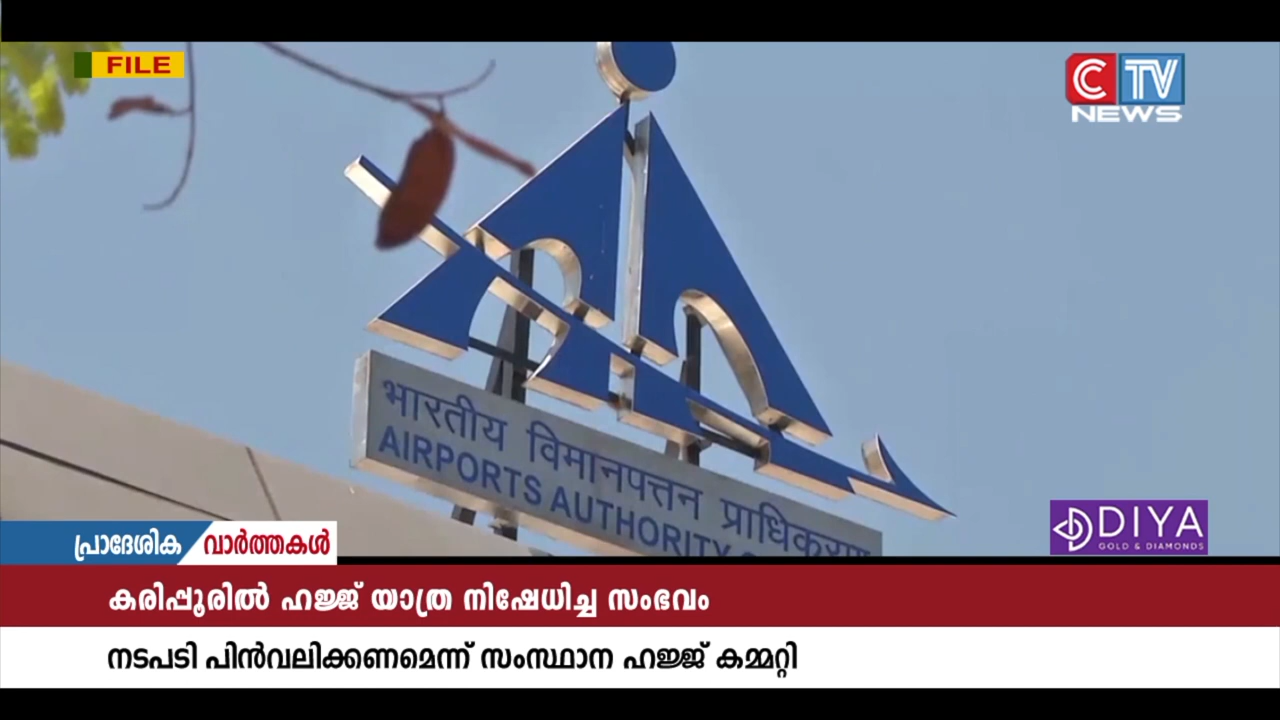 FILE
CTV
NEWS
भारतीय विमानपत्तन प्राधिकरण
AIRPORTS AUTHORITY
DIYA
GOLD & DIAMONDS
പ്രാദേശിക വാർത്തകൾ
കരിപ്പൂരിൽ ഹജ്ജ് യാത്ര നിഷേധിച്ച സംഭവം
നടപടി പിൻവലിക്കണമെന്ന് സംസ്ഥാന ഹജ്ജ് കമ്മറ്റി